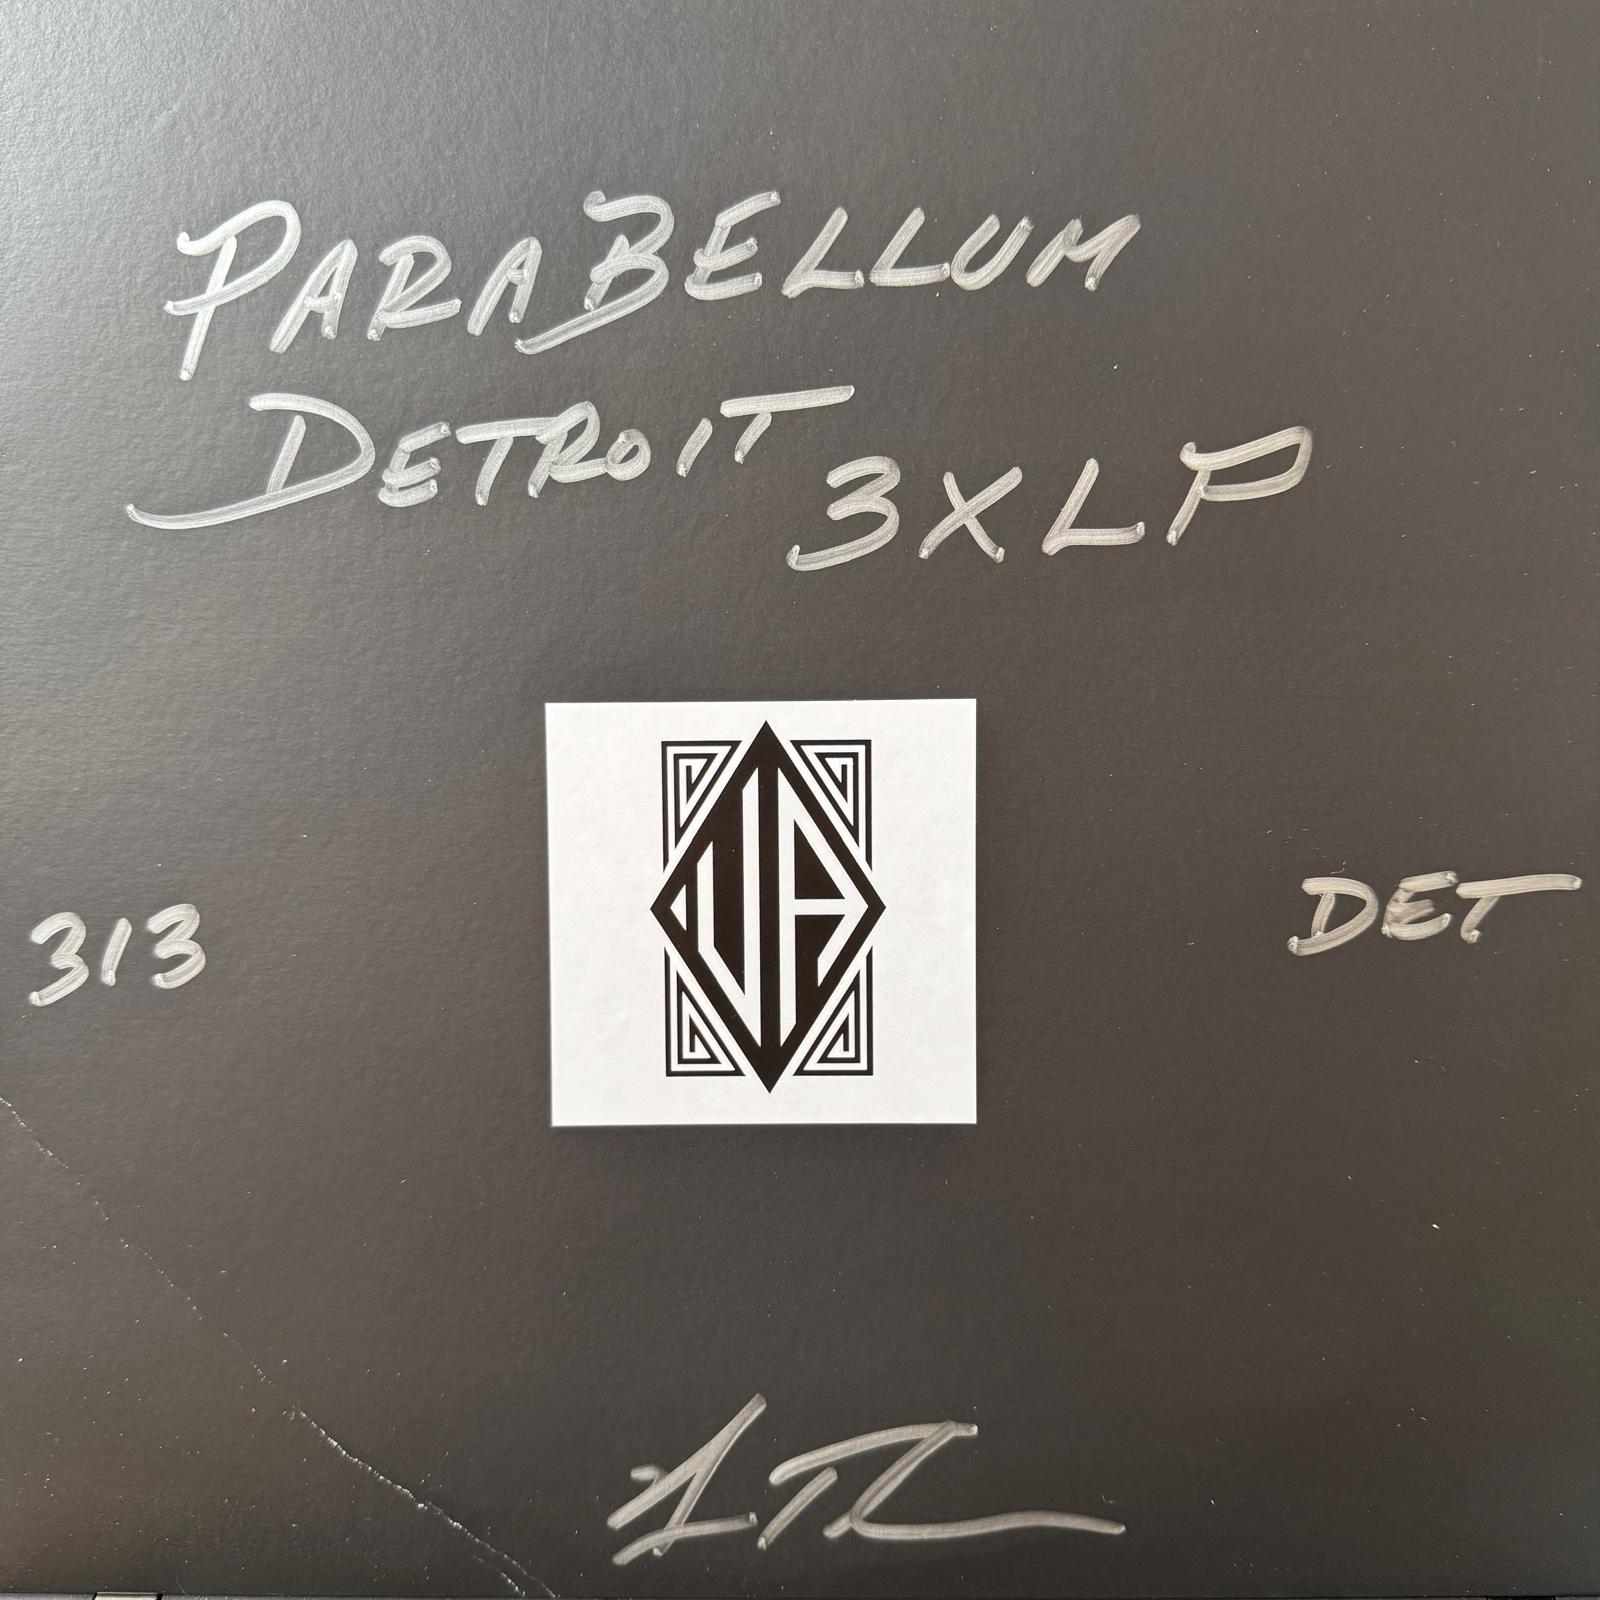 PARABELLUM
DETROIT 3XLP
313
DET